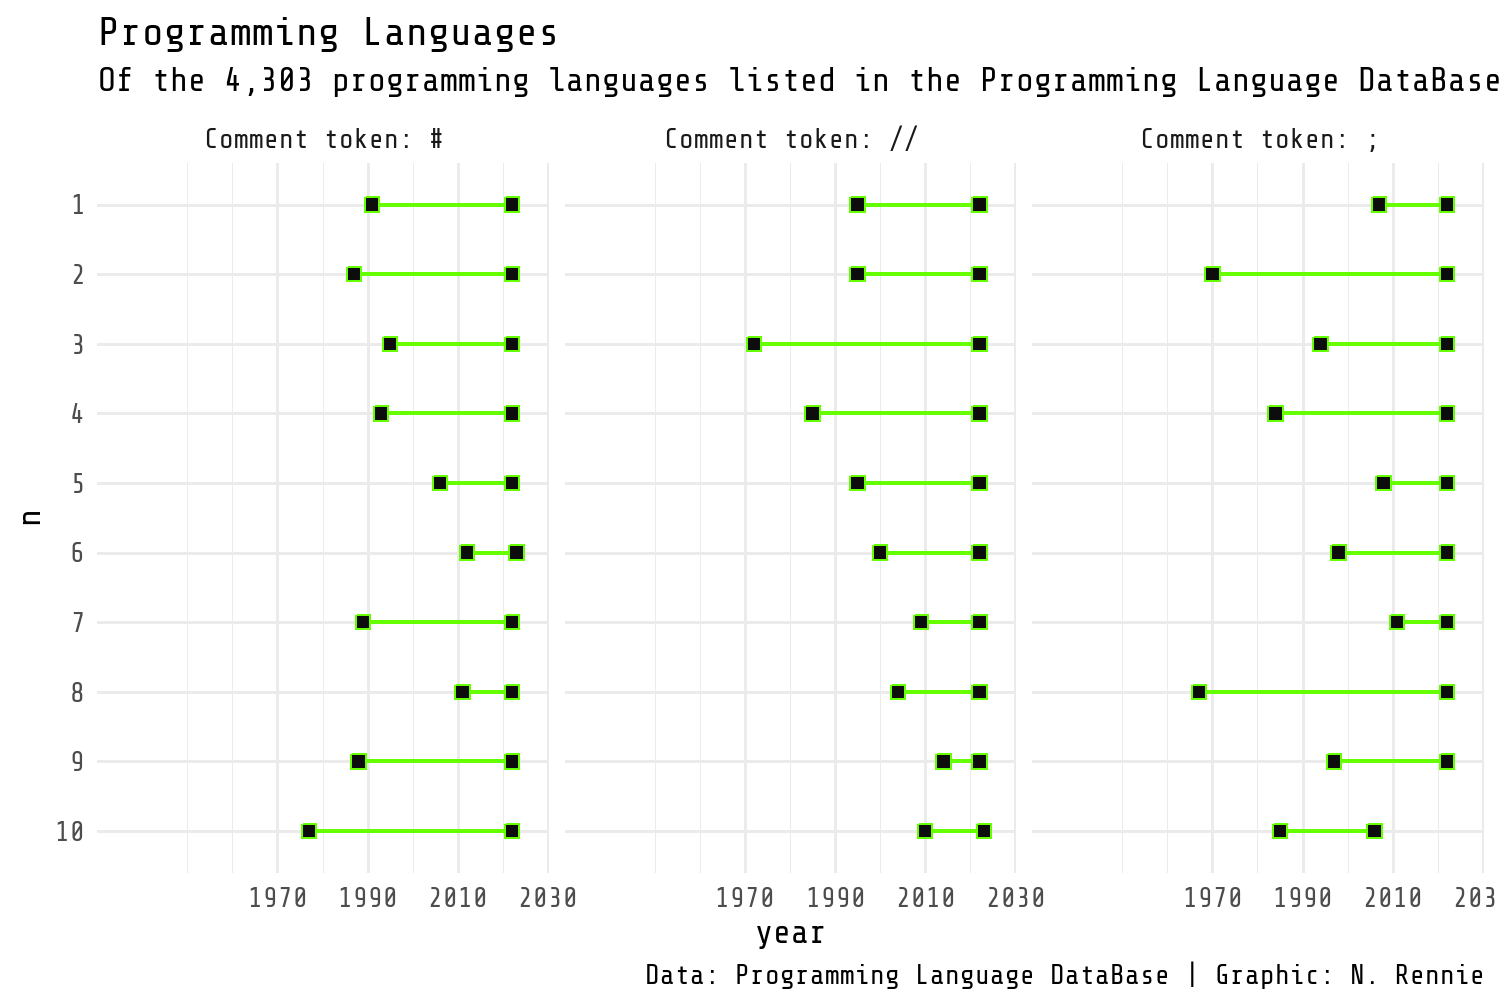 Programming Languages
Of the 4,303 programming languages listed in the Programming Language DataBase
Comment token: # Comment token: // Comment token: ;
1
2
3
4
5
n
6
7
8
9
10
1970 1990 2010 2030 1970 1990 2010 2030 1970 1990 2010 203
year
Data: Programming Language DataBase | Graphic: N. Rennie